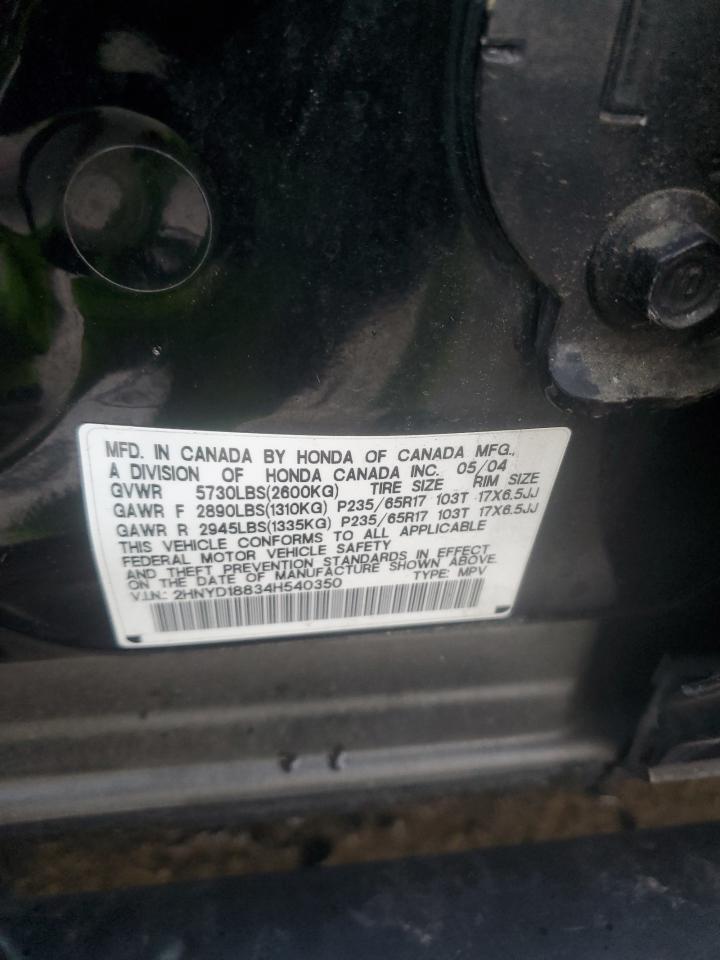 MFD. IN CANADA BY HONDA OF CANADA MFG.,
A DIVISION OF HONDA CANADA INC. 05/04
GVWR 5730LBS(2600KG) TIRE SIZE RIM SIZE
GAWR F 2890LBS(1310KG) P235/65R17 103T 17X6.5JJ
GAWR R 2945LBS(1335KG) P235/65R17 103T 17X6.5JJ
THIS VEHICLE CONFORMS TO ALL APPLICABLE
FEDERAL MOTOR VEHICLE SAFETY
AND THEFT PREVENTION STANDARDS IN EFFECT
ON THE DATE OF MANUFACTURE SHOWN ABOVE.
V.I.N.: 2HNYD18834H540350 TYPE: MPV